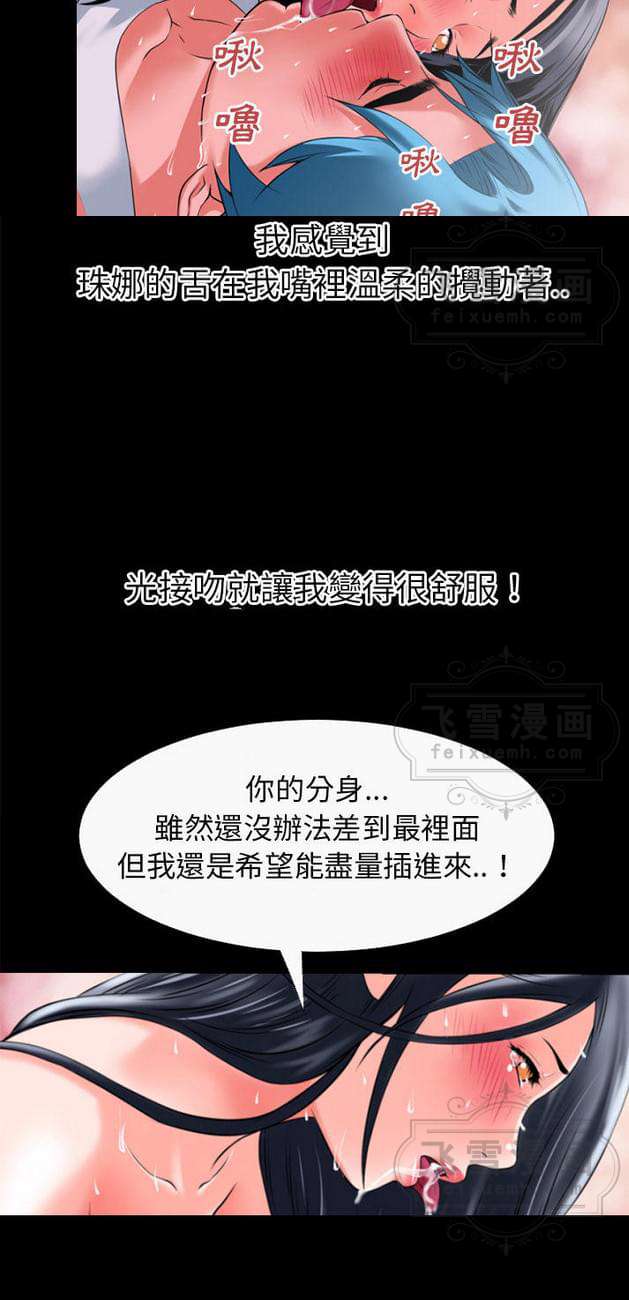 啾
嚕
啾
嚕
啾
嚕
我感覺到
珠娜的舌在我嘴裡溫柔的攪動著..
飞雪漫画
feixuemh.com
光接吻就讓我變得很舒服！
飞雪漫画
feixuemh.com
你的分身...
雖然還沒辦法差到最裡面
但我還是希望能盡量插進來..！
飞雪漫画
feixuemh.com